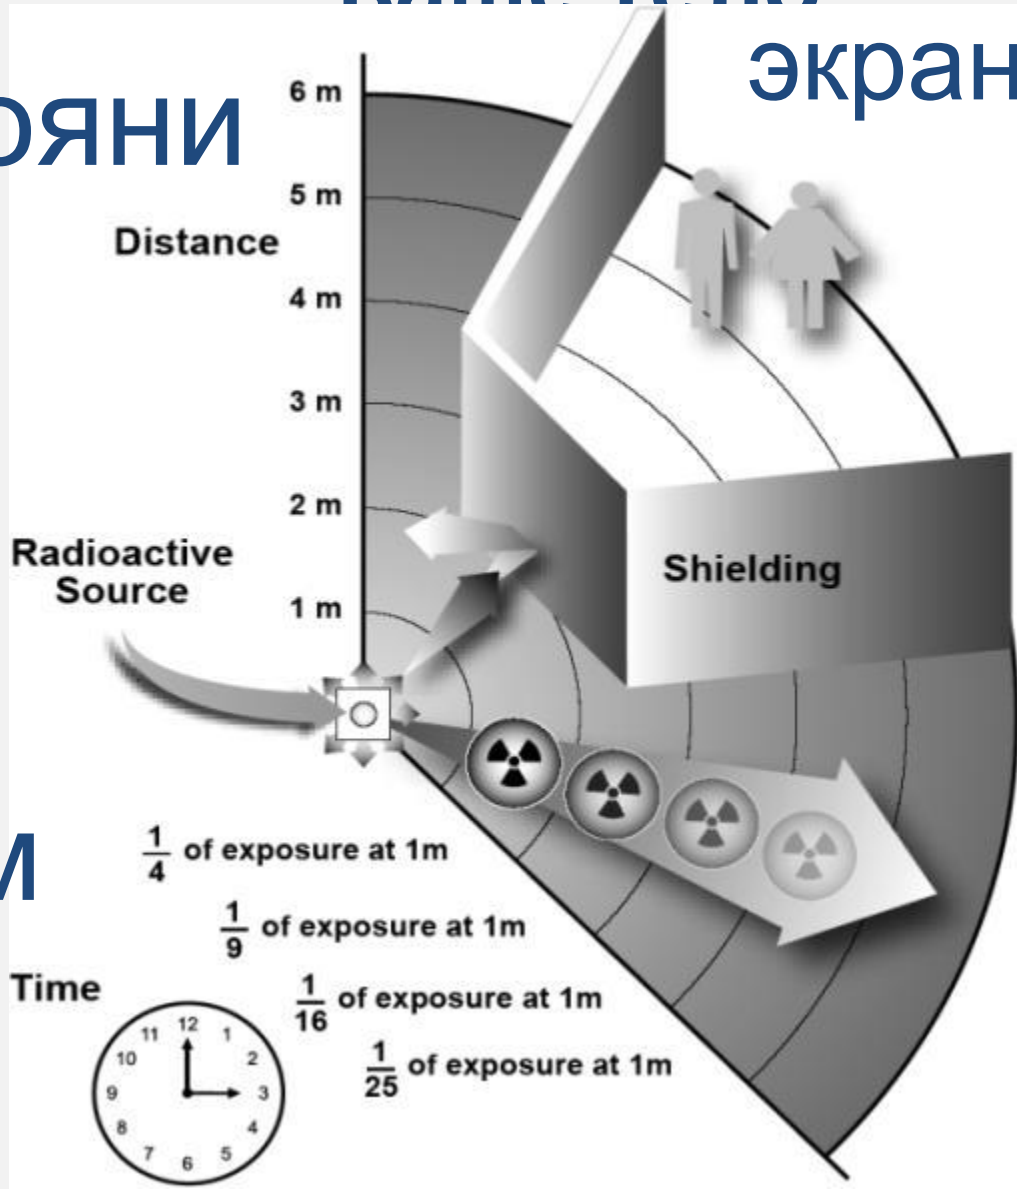 экран
ояни
6 m
5 m
Distance
4 m
3 m
2 m
Radioactive
Source
Shielding
1 m
м
1/4 of exposure at 1m
1/9 of exposure at 1m
Time
1/16 of exposure at 1m
1/25 of exposure at 1m
12
11 1
10 2
9 3
8 4
7 5
6